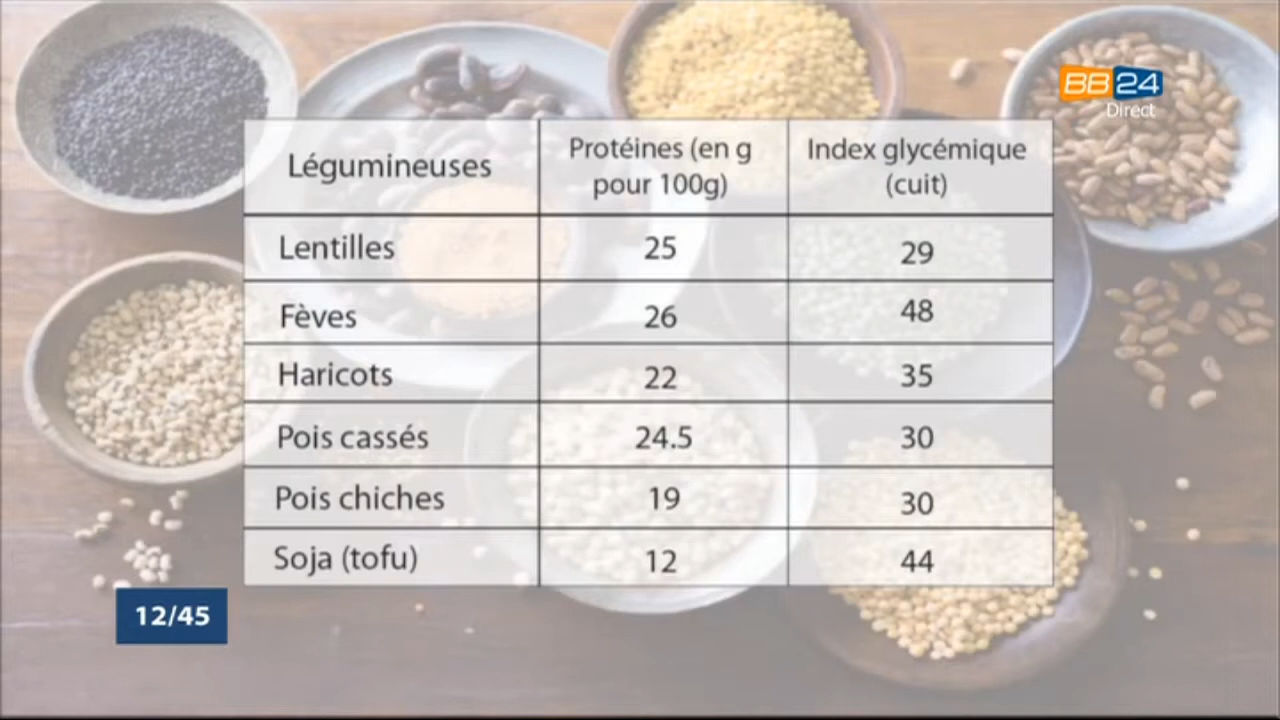 BB24
Direct
Légumineuses
Protéines (en g
pour 100g)
Index glycémique
(cuit)
Lentilles 25 29
Fèves 26 48
Haricots 22 35
Pois cassés 24.5 30
Pois chiches 19 30
Soja (tofu) 12 44
12/45